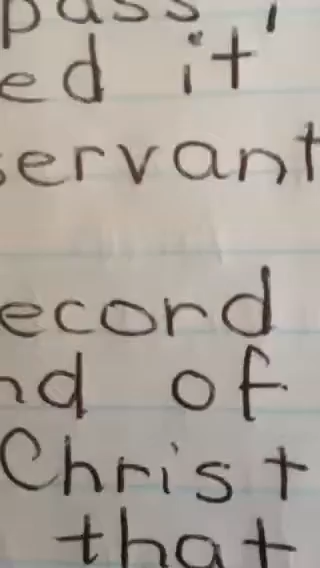 pass,
ed it
servant
ecord
nd of
Christ
that